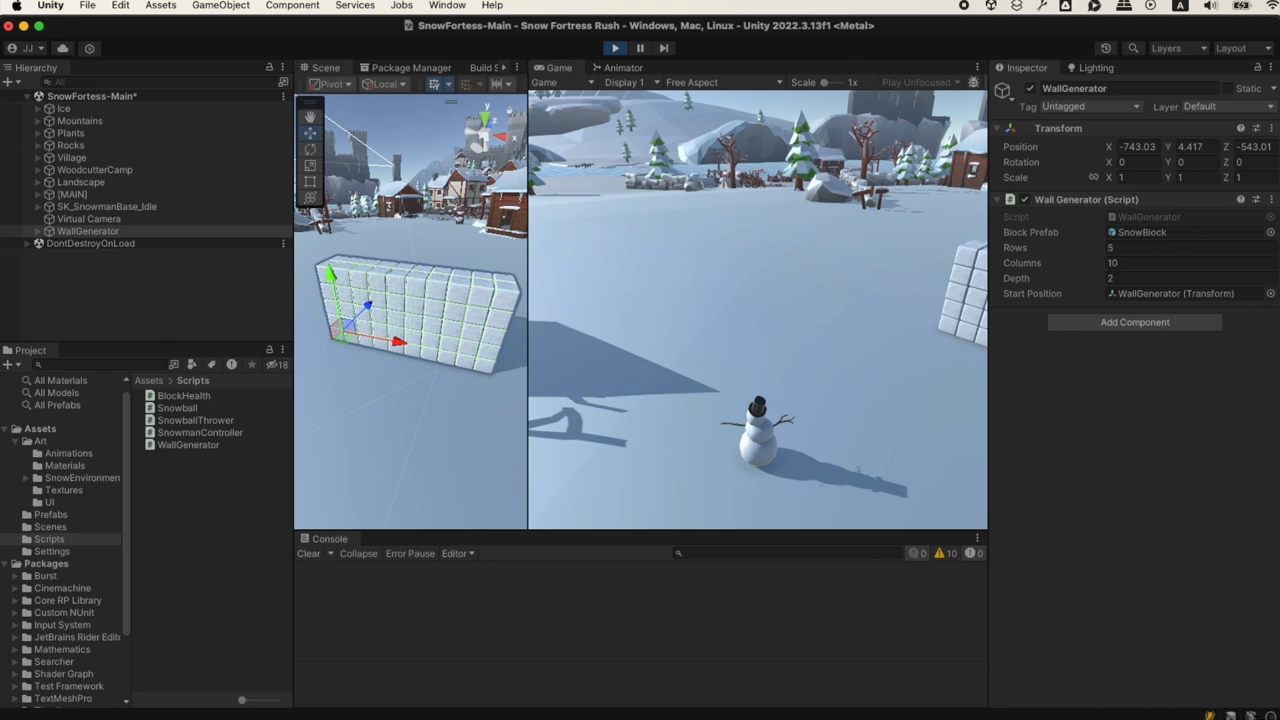 Unity File Edit Assets GameObject Component Services Jobs Window Help
SnowFortess-Main - Snow Fortress Rush - Windows, Mac, Linux - Unity 2022.3.13f1 <Metal>
JJ Layers Layout
Hierarchy
All
SnowFortess-Main*
Ice
Mountains
Plants
Rocks
Village
WoodcutterCamp
Landscape
[MAIN]
SK_SnowmanBase_Idle
Virtual Camera
WallGenerator
DontDestroyOnLoad
Project
18
All Materials
All Models
All Prefabs
Assets
Art
Animations
Materials
SnowEnvironmen
Textures
UI
Prefabs
Scenes
Scripts
Settings
Packages
Burst
Cinemachine
Core RP Library
Custom NUnit
Input System
JetBrains Rider Edito
Mathematics
Searcher
Shader Graph
Test Framework
TextMeshPro
Assets > Scripts
BlockHealth
Snowball
SnowballThrower
SnowmanController
WallGenerator
Scene Package Manager Build S
Pivot Local
y
z
x
Game Animator
Game Display 1 Free Aspect Scale 1x Play Unfocused
Console
Clear Collapse Error Pause Editor 0 10 0
Inspector Lighting
WallGenerator Static
Tag Untagged Layer Default
Transform
Position X -743.03 Y 4.417 Z -543.01
Rotation X 0 Y 0 Z 0
Scale X 1 Y 1 Z 1
Wall Generator (Script)
Script WallGenerator
Block Prefab SnowBlock
Rows 5
Columns 10
Depth 2
Start Position WallGenerator (Transform)
Add Component